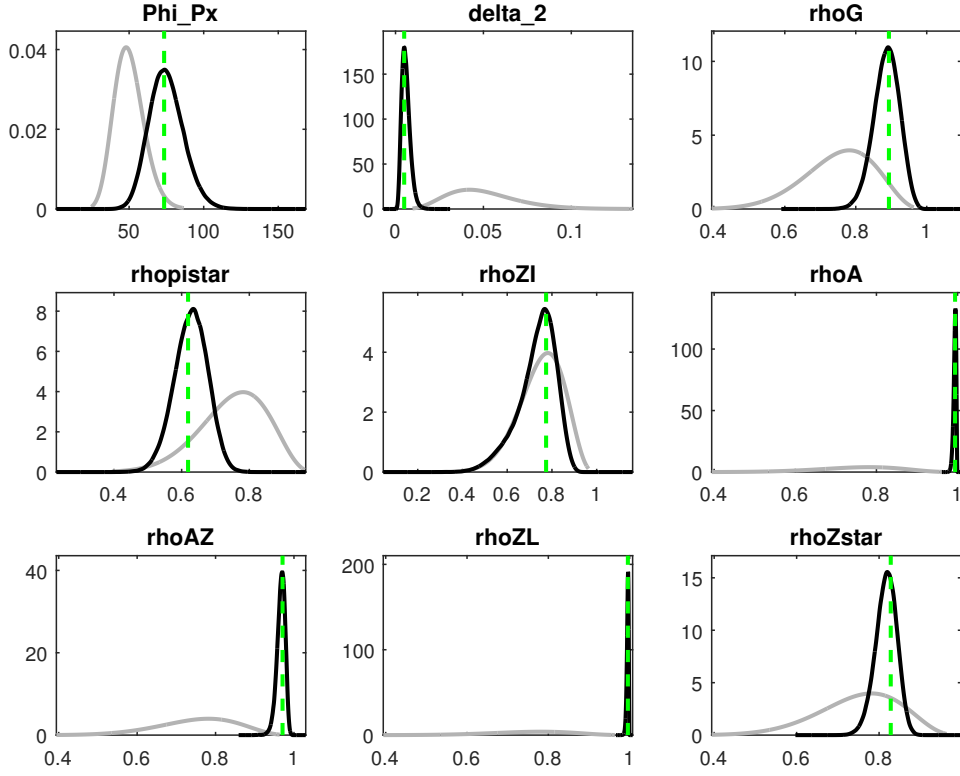 Phi_Px delta_2 rhoG
0.04 0.02 0
50 100 150
150 100 50 0
0 0.05 0.1
10 5 0
0.4 0.6 0.8 1
rhopistar rhoZI rhoA
8 6 4 2 0
0.4 0.6 0.8
4 2 0
0.2 0.4 0.6 0.8 1
100 50 0
0.4 0.6 0.8 1
rhoAZ rhoZL rhoZstar
40 20 0
0.4 0.6 0.8 1
200 100 0
0.4 0.6 0.8 1
15 10 5 0
0.4 0.6 0.8